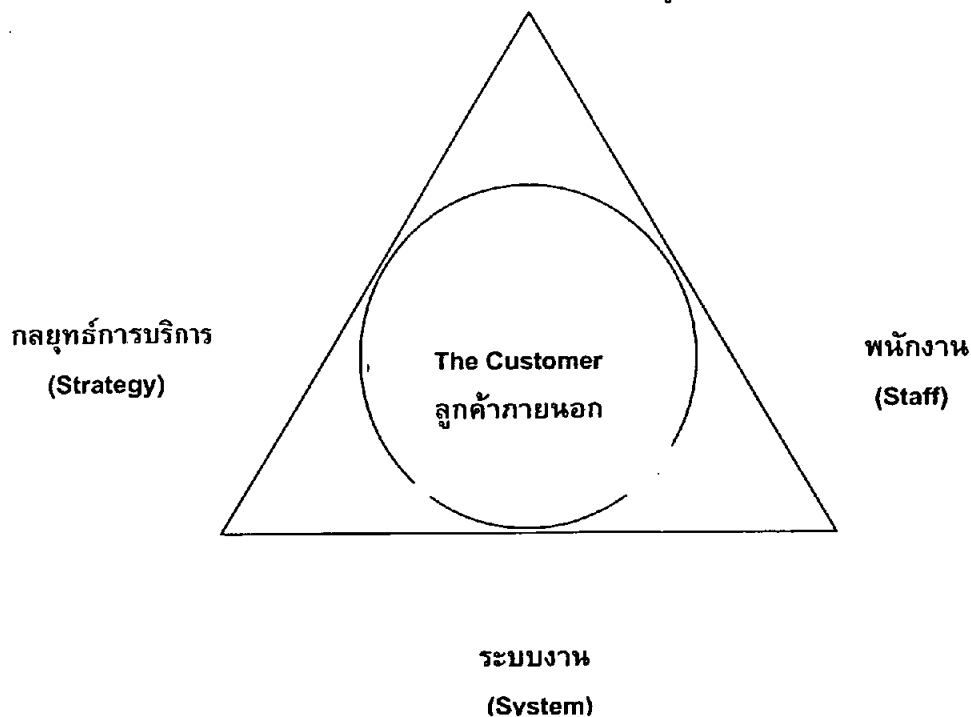 กลยุทธ์การบริการ
(Strategy)
The Customer
ลูกค้าภายนอก
พนักงาน
(Staff)
ระบบงาน
(System)